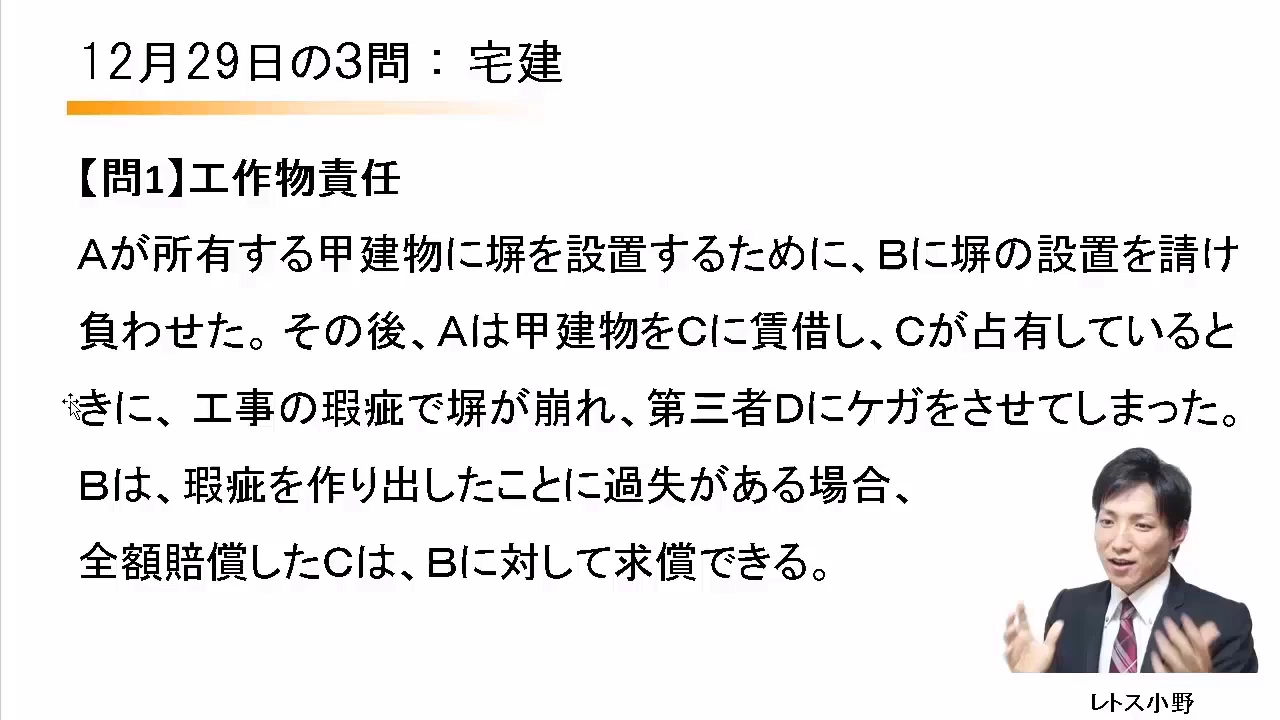 12月29日の3問： 宅建
【問1】工作物責任
Ａが所有する甲建物に塀を設置するために、Ｂに塀の設置を請け
負わせた。その後、Ａは甲建物をＣに賃借し、Ｃが占有していると
きに、工事の瑕疵で塀が崩れ、第三者Ｄにケガをさせてしまった。
Ｂは、瑕疵を作り出したことに過失がある場合、
全額賠償したＣは、Ｂに対して求償できる。
レトス小野